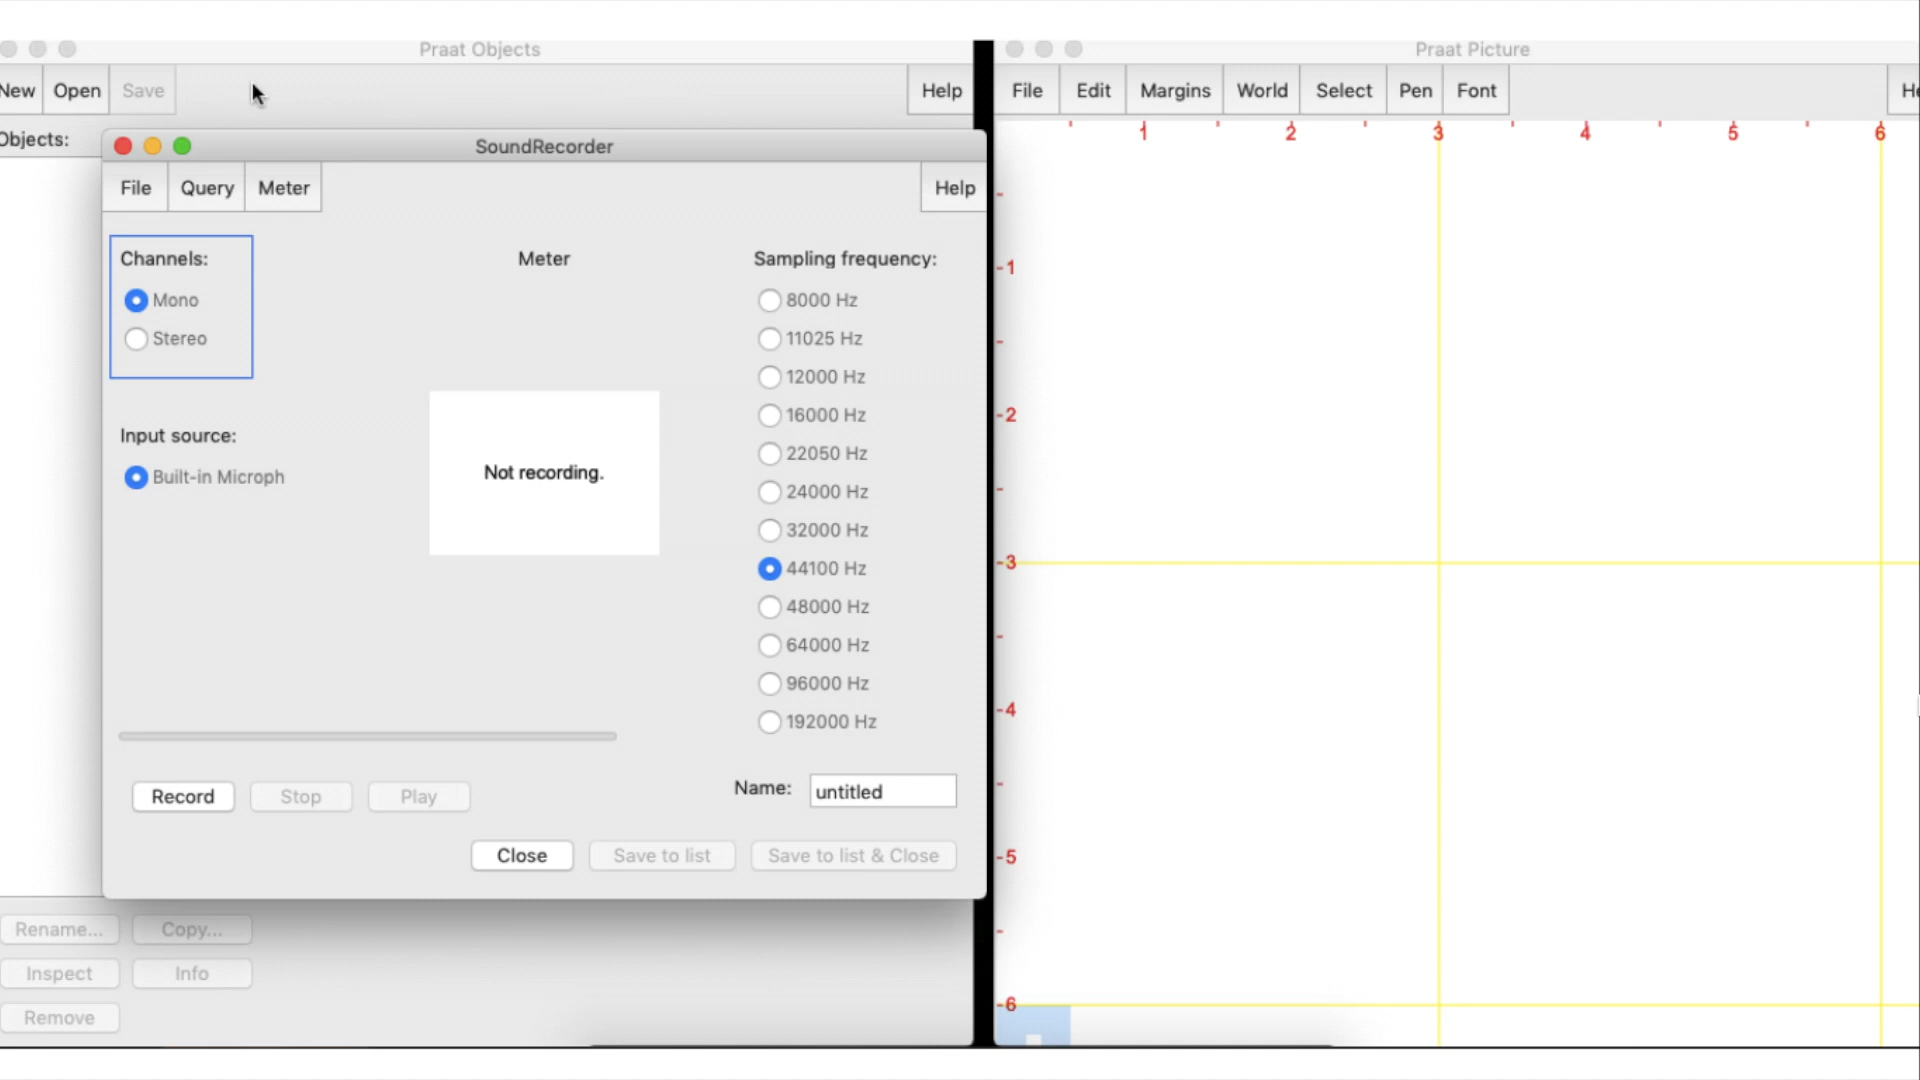 Praat Objects
New Open Save Help
Objects:
SoundRecorder
File Query Meter Help
Channels:
Mono
Stereo
Input source:
Built-in Microph
Meter
Not recording.
Sampling frequency:
8000 Hz
11025 Hz
12000 Hz
16000 Hz
22050 Hz
24000 Hz
32000 Hz
44100 Hz
48000 Hz
64000 Hz
96000 Hz
192000 Hz
Record Stop Play
Name: untitled
Close Save to list Save to list & Close
Rename... Copy...
Inspect Info
Remove
Praat Picture
File Edit Margins World Select Pen Font He
1 2 3 4 5 6
1
2
3
4
5
6